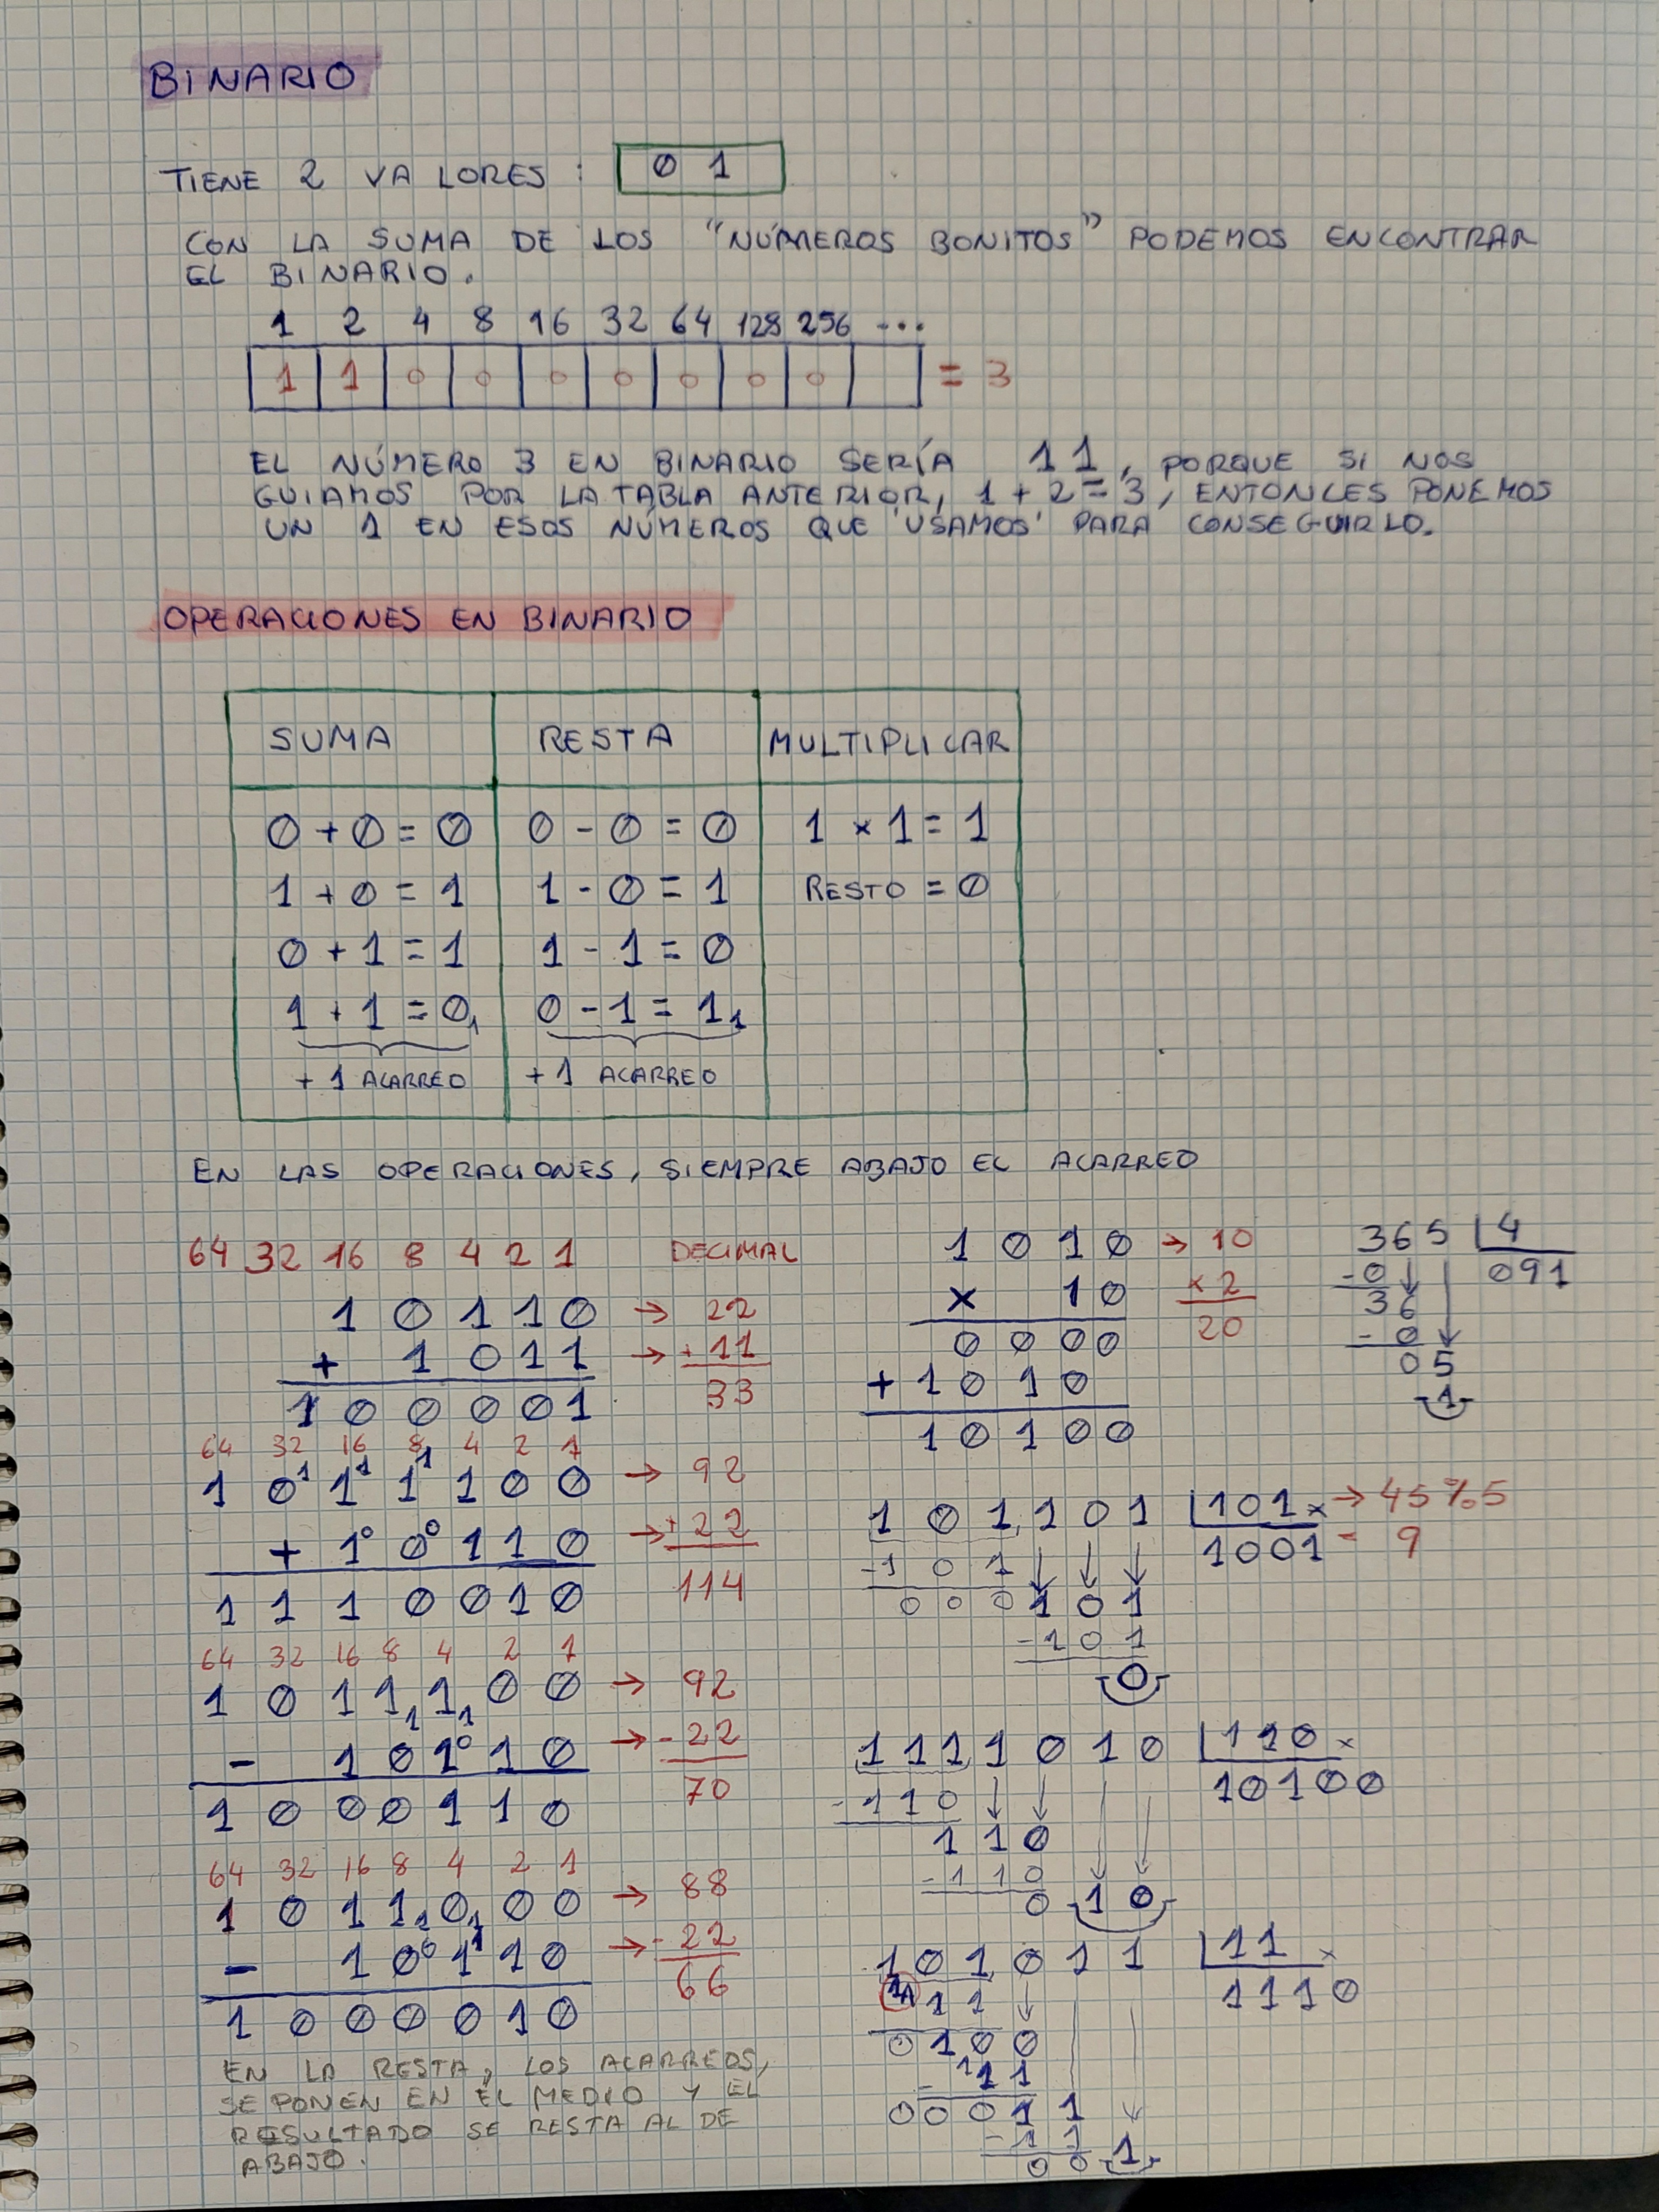 BINARIO
TIENE 2 VALORES: 0 1
CON LA SUMA DE LOS "NÚMEROS BONITOS" PODEMOS ENCONTRAR
EL BINARIO.
1 2 4 8 16 32 64 128 256 ...
1 1 0 0 0 0 0 0 0 = 3
EL NÚMERO 3 EN BINARIO SERÍA 11, PORQUE SI NOS
GUIAMOS POR LA TABLA ANTERIOR, 1 + 2 = 3, ENTONCES PONEMOS
UN 1 EN ESOS NÚMEROS QUE 'USAMOS' PARA CONSEGUIRLO.
OPERACIONES EN BINARIO
SUMA RESTA MULTIPLICAR
0 + 0 = 0 0 - 0 = 0 1 × 1 = 1
1 + 0 = 1 1 - 0 = 1 RESTO = 0
0 + 1 = 1 1 - 1 = 0
1 + 1 = 0,1 0 - 1 = 1,1
+ 1 ACARREO + 1 ACARREO
EN LAS OPERACIONES, SIEMPRE ABAJO EL ACARREO
64 32 16 8 4 2 1 DECIMAL
1 0 1 1 0 → 22
+ 1 0 1 1 → + 11
1 0 0 0 0 1 33
64 32 16 8 4 2 1
1 0 1 1 1 1 1 1 0 0 → 92
+ 1 0 0 0 1 1 0 → + 22
1 1 1 0 0 1 0 114
64 32 16 8 4 2 1
1 0 1 1 1 1 1 0 0 → 92
- 1 0 1 0 1 0 → - 22
1 0 0 0 1 1 0 70
64 32 16 8 4 2 1
1 0 1 1 1 0 1 0 0 → 88
- 1 0 0 1 1 1 0 → - 22
1 0 0 0 0 1 0 66
EN LA RESTA, LOS ACARREOS,
SE PONEN EN EL MEDIO Y EL
RESULTADO SE RESTA AL DE
ABAJO.
1 0 1 0 → 10
× 1 0 × 2
0 0 0 0 20
+ 1 0 1 0
1 0 1 0 0
365 4
- 0 091
36
- 0
05
1
1 0 1 1 0 1 101 × → 45 % 5
- 1 0 1 1001 = 9
0 0 0 1 0 1
- 1 0 1
0
1 1 1 1 0 1 0 110 ×
- 1 1 0 10100
1 1 0
- 1 1 0
0 1 0
1 0 1 0 1 1 11 ×
1 1 1 1110
0 1 0 0
- 1 1 1
0 0 0 1 1
- 1 1
0 0 1